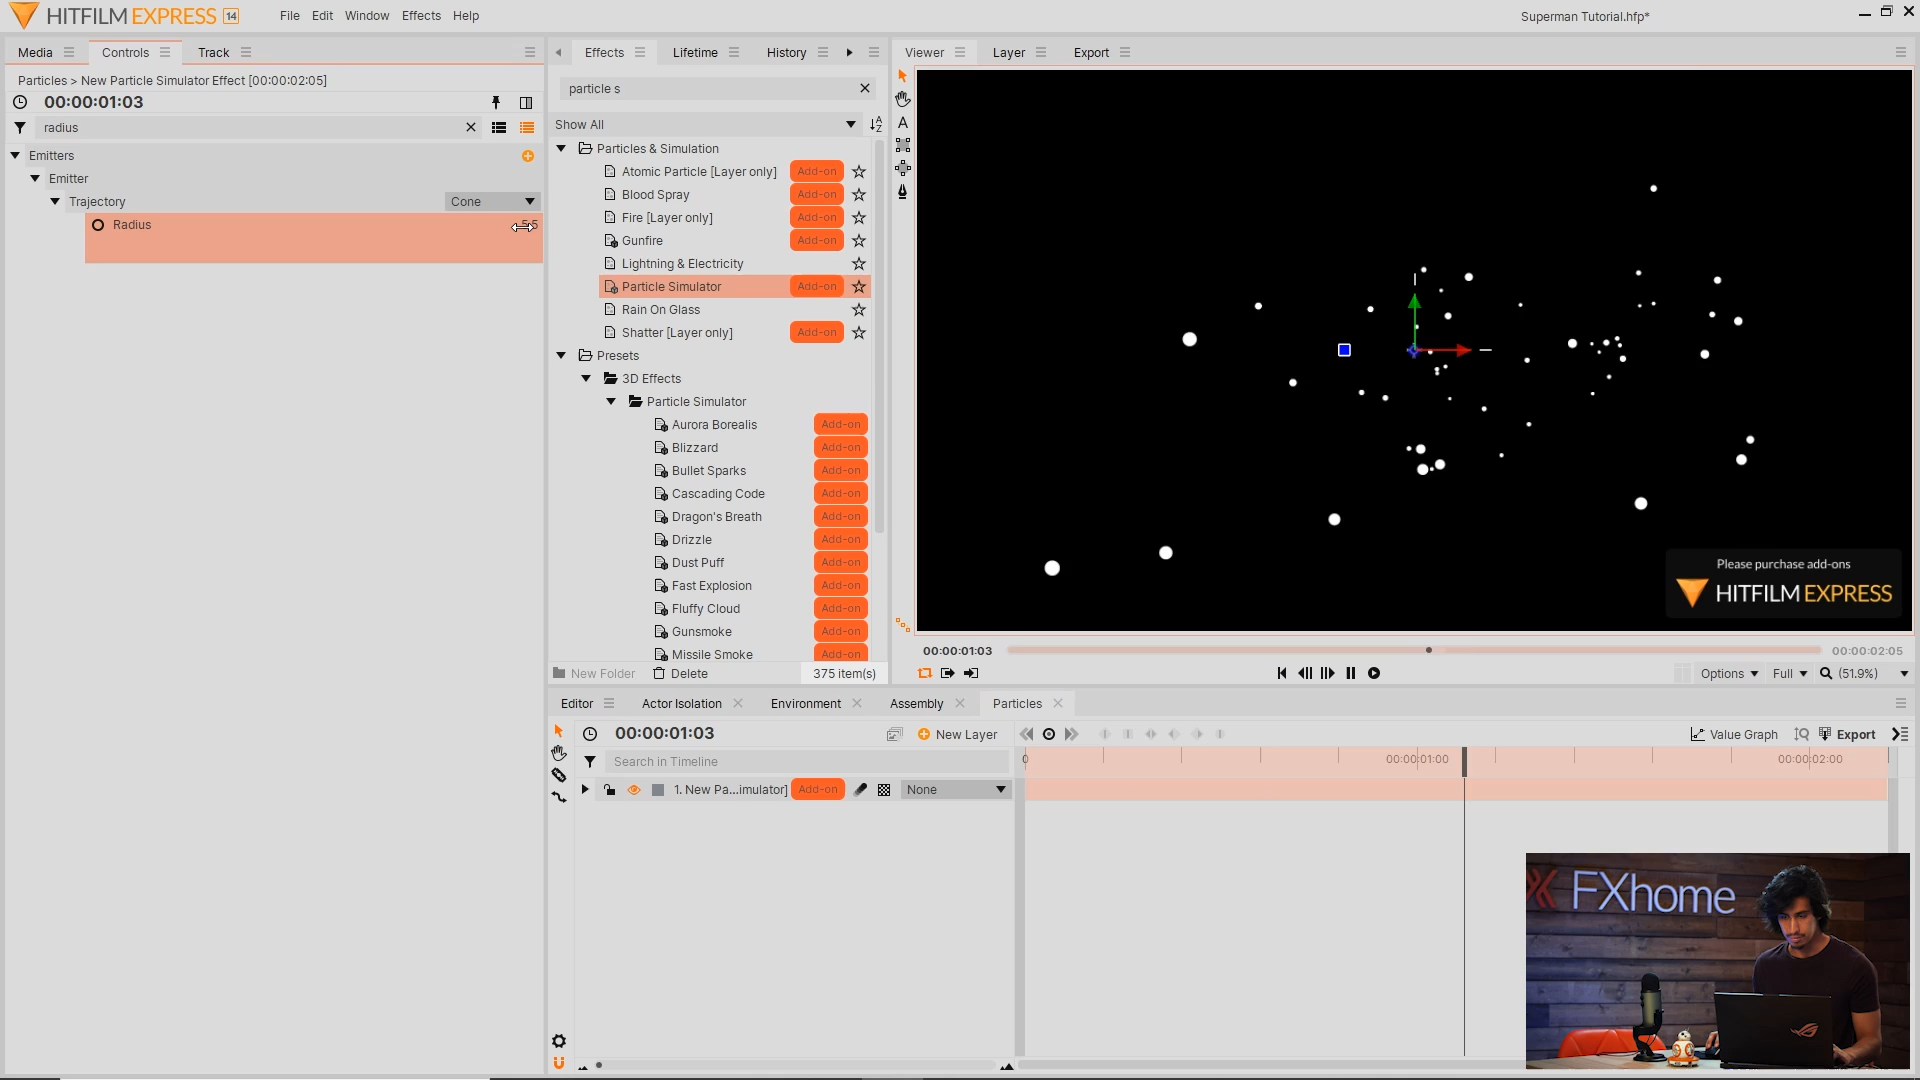 HITFILM EXPRESS 14
File Edit Window Effects Help
Superman Tutorial.hfp*
Media
Controls
Track
Particles > New Particle Simulator Effect [00:00:02:05]
00:00:01:03
radius
Emitters
Emitter
Trajectory
Cone
Radius
Effects
Lifetime
History
particle s
Show All
Particles & Simulation
Atomic Particle [Layer only] Add-on
Blood Spray Add-on
Fire [Layer only] Add-on
Gunfire Add-on
Lightning & Electricity
Particle Simulator Add-on
Rain On Glass
Shatter [Layer only] Add-on
Presets
3D Effects
Particle Simulator
Aurora Borealis Add-on
Blizzard Add-on
Bullet Sparks Add-on
Cascading Code Add-on
Dragon's Breath Add-on
Drizzle Add-on
Dust Puff Add-on
Fast Explosion Add-on
Fluffy Cloud Add-on
Gunsmoke Add-on
Missile Smoke Add-on
New Folder Delete 375 item(s)
Viewer
Layer
Export
Please purchase add-ons
HITFILM EXPRESS
00:00:01:03
00:00:02:05
Options Full (51.9%)
Editor
Actor Isolation
Environment
Assembly
Particles
00:00:01:03
New Layer
Value Graph
Export
Search in Timeline
0 00:00:01:00 00:00:02:00
1. New Pa...imulator] Add-on None
FXhome